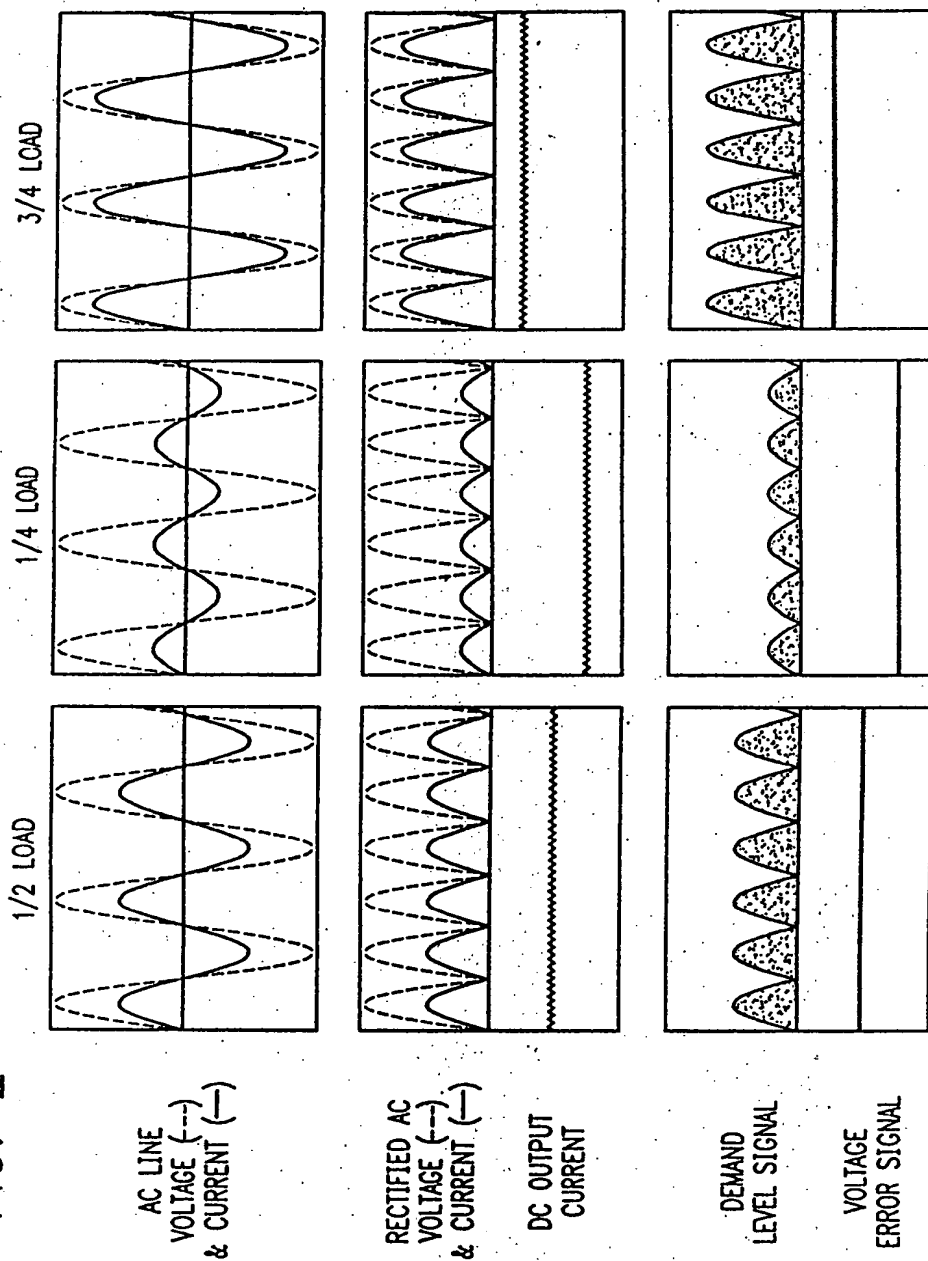 1/2 LOAD
1/4 LOAD
3/4 LOAD
AC LINE
VOLTAGE (---)
& CURRENT (—)
RECTIFIED AC
VOLTAGE (---)
& CURRENT (—)
DC OUTPUT
CURRENT
DEMAND
LEVEL SIGNAL
VOLTAGE
ERROR SIGNAL